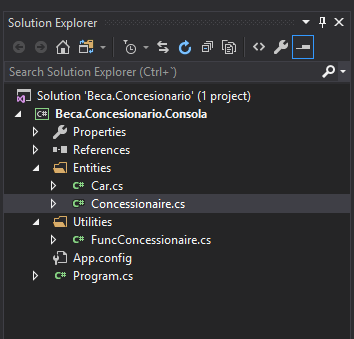 Solution Explorer
Search Solution Explorer (Ctrl+¨)
Solution 'Beca.Concesionario' (1 project)
C# Beca.Concesionario.Consola
Properties
References
Entities
C# Car.cs
C# Concessionaire.cs
Utilities
C# FuncConcessionaire.cs
App.config
C# Program.cs